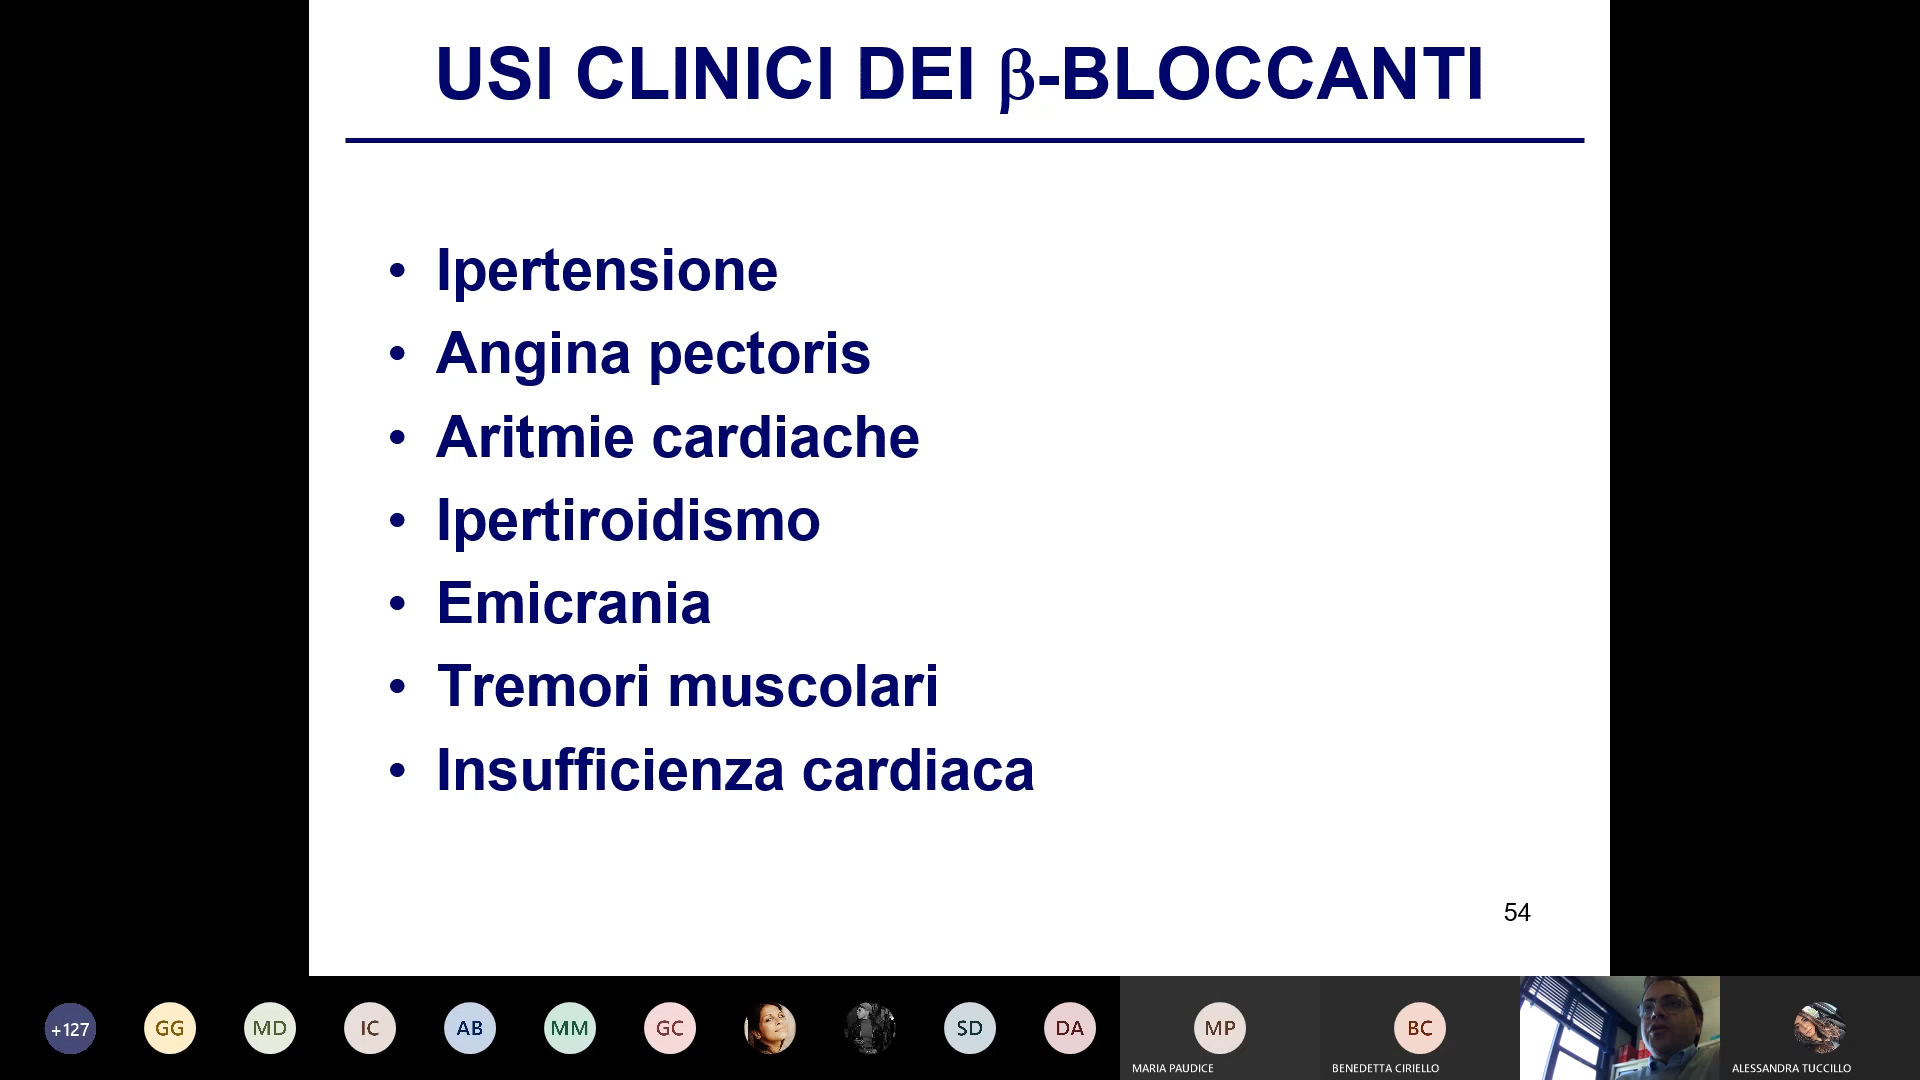 USI CLINICI DEI β-BLOCCANTI
• Ipertensione
• Angina pectoris
• Aritmie cardiache
• Ipertiroidismo
• Emicrania
• Tremori muscolari
• Insufficienza cardiaca
54
+127
GG
MD
IC
AB
MM
GC
SD
DA
MP
MARIA PAUDICE
BC
BENEDETTA CIRIELLO
ALESSANDRA TUCCILLO